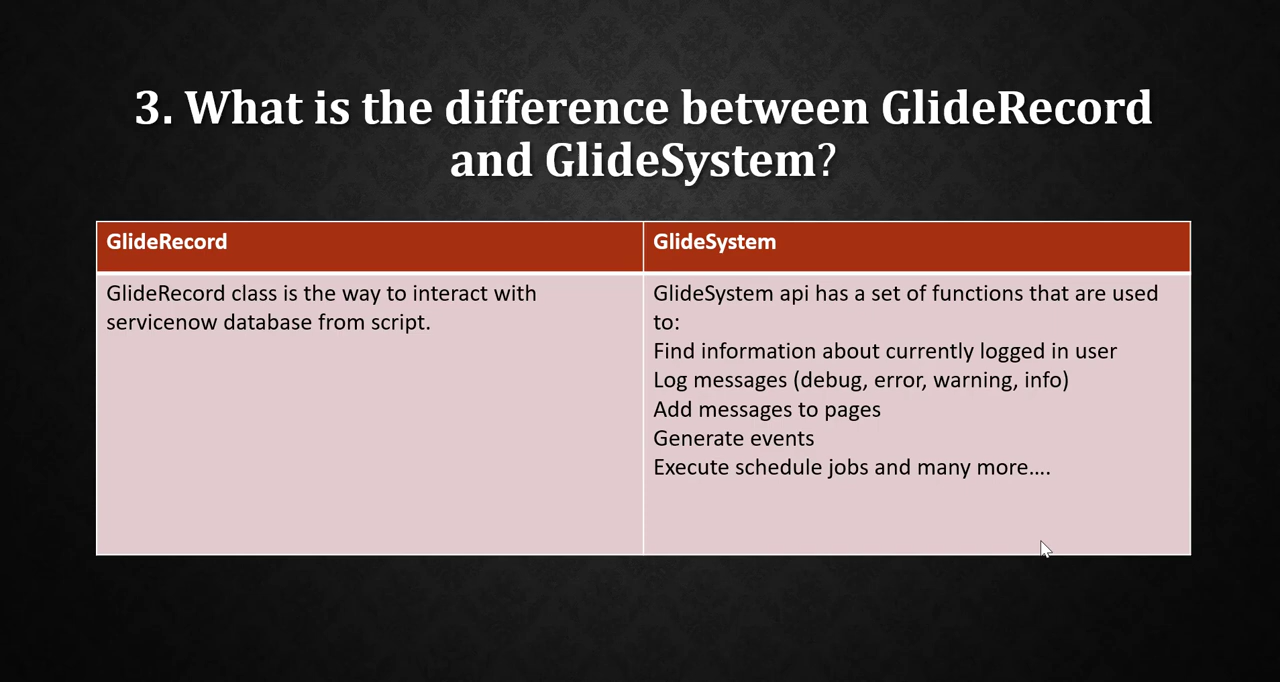 3. What is the difference between GlideRecord
and GlideSystem?
GlideRecord
GlideSystem
GlideRecord class is the way to interact with
servicenow database from script.
GlideSystem api has a set of functions that are used
to:
Find information about currently logged in user
Log messages (debug, error, warning, info)
Add messages to pages
Generate events
Execute schedule jobs and many more....